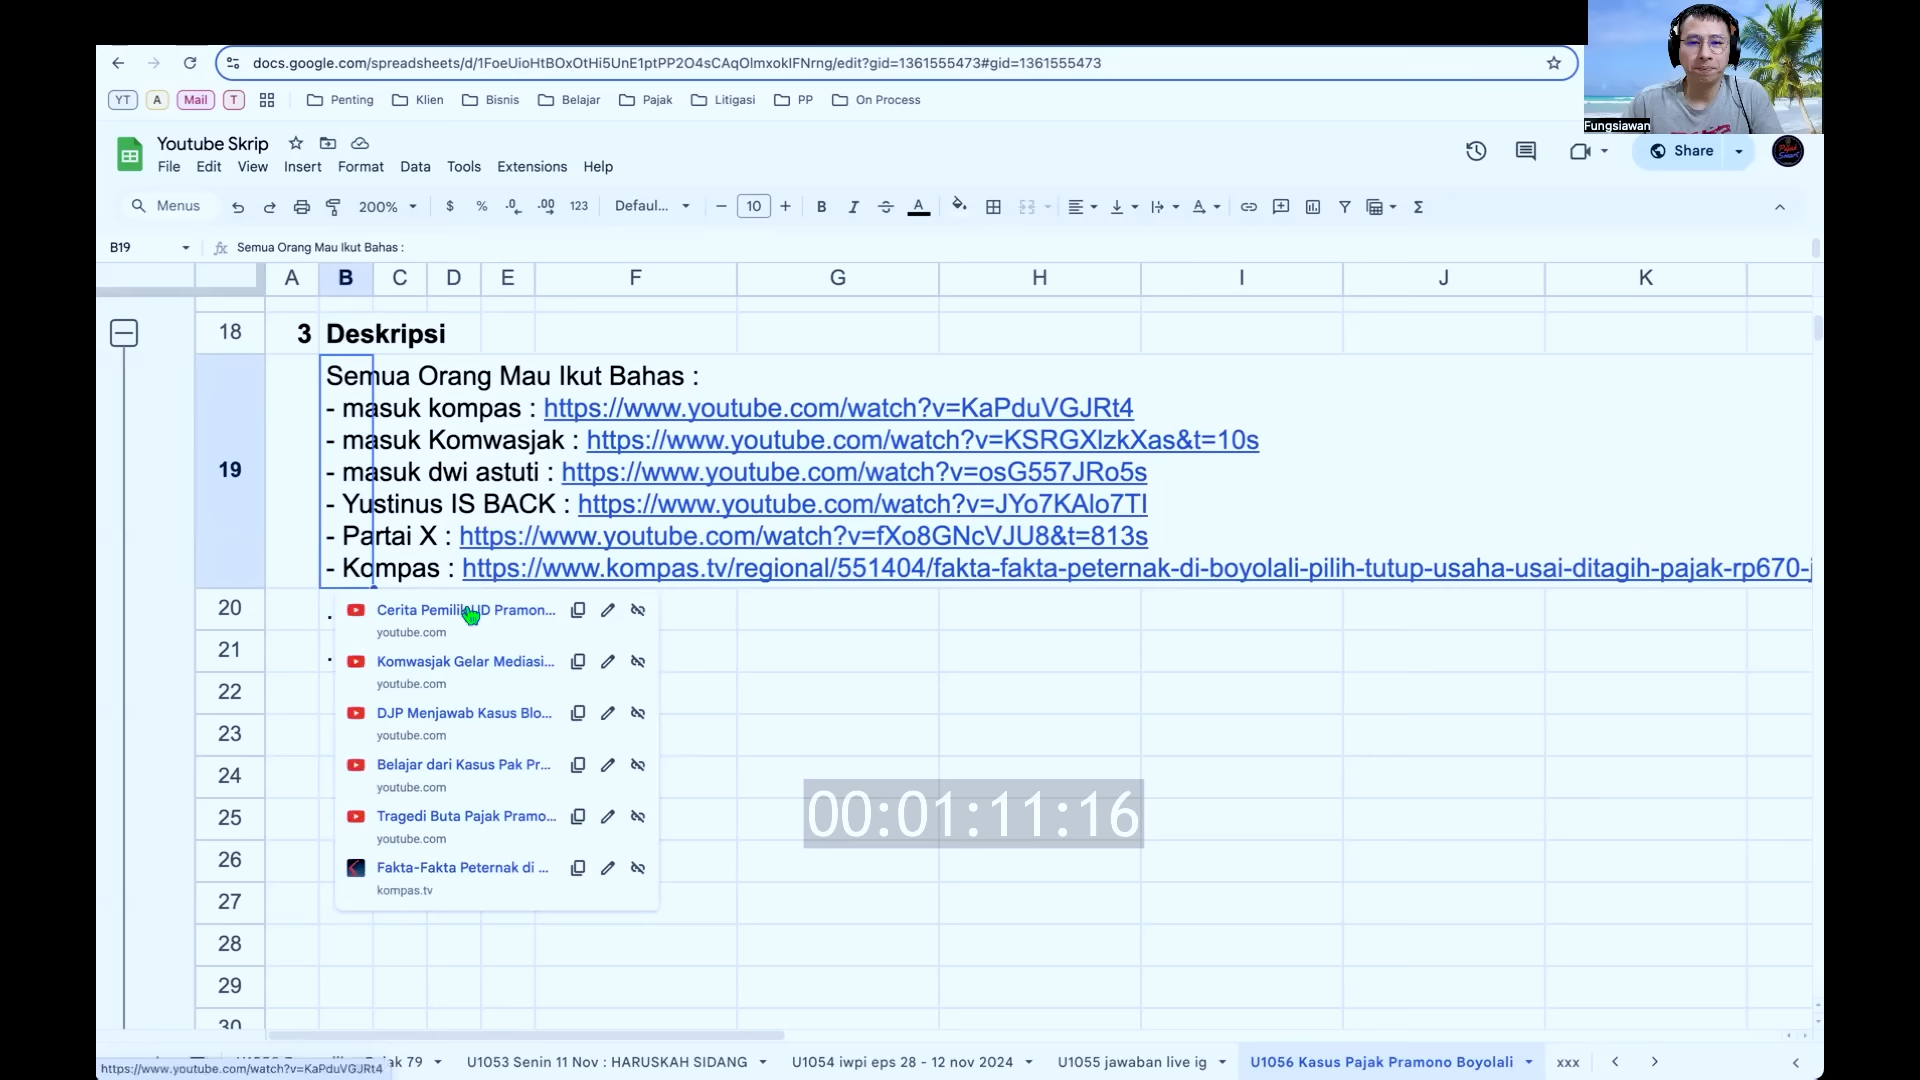 Fungsiawan
docs.google.com/spreadsheets/d/1FoeUioHtBOxOtHi5UnE1ptPP2O4sCAqOlmxokIFNrng/edit?gid=1361555473#gid=1361555473
YT A Mail T Penting Klien Bisnis Belajar Pajak Litigasi PP On Process
Youtube Skrip
File Edit View Insert Format Data Tools Extensions Help
Share
Menus 200% $ % .0 .00 123 Defaul... 10 B I S A Σ
B19 fx Semua Orang Mau Ikut Bahas :
A B C D E F G H I J K
18 3 Deskripsi
19
Semua Orang Mau Ikut Bahas :
- masuk kompas : https://www.youtube.com/watch?v=KaPduVGJRt4
- masuk Komwasjak : https://www.youtube.com/watch?v=KSRGXlzkXas&t=10s
- masuk dwi astuti : https://www.youtube.com/watch?v=osG557JRo5s
- Yustinus IS BACK : https://www.youtube.com/watch?v=JYo7KAlo7TI
- Partai X : https://www.youtube.com/watch?v=fXo8GNcVJU8&t=813s
- Kompas : https://www.kompas.tv/regional/551404/fakta-fakta-peternak-di-boyolali-pilih-tutup-usaha-usai-ditagih-pajak-rp670-j
20 .
21 .
22
23
24
25
26
27
28
29
30
Cerita Pemilik UD Pramon...
youtube.com
Komwasjak Gelar Mediasi...
youtube.com
DJP Menjawab Kasus Blo...
youtube.com
Belajar dari Kasus Pak Pr...
youtube.com
Tragedi Buta Pajak Pramo...
youtube.com
Fakta-Fakta Peternak di ...
kompas.tv
00:01:11:16
ak 79 U1053 Senin 11 Nov : HARUSKAH SIDANG U1054 iwpi eps 28 - 12 nov 2024 U1055 jawaban live ig U1056 Kasus Pajak Pramono Boyolali xxx
https://www.youtube.com/watch?v=KaPduVGJRt4